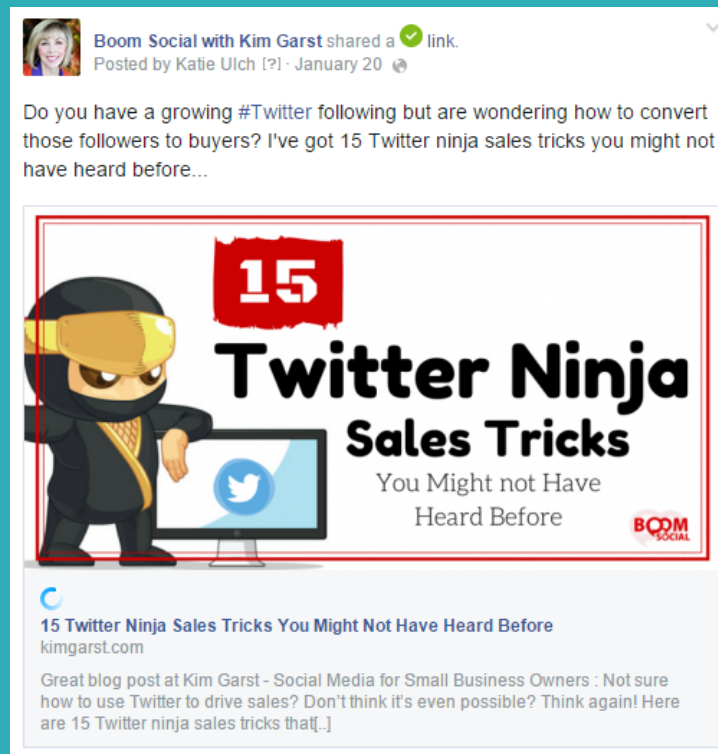 Boom Social with Kim Garst shared a link.
Posted by Katie Ulch [?] · January 20
Do you have a growing #Twitter following but are wondering how to convert
those followers to buyers? I've got 15 Twitter ninja sales tricks you might not
have heard before...
15
Twitter Ninja
Sales Tricks
You Might not Have
Heard Before
BOOM
SOCIAL
15 Twitter Ninja Sales Tricks You Might Not Have Heard Before
kimgarst.com
Great blog post at Kim Garst - Social Media for Small Business Owners : Not sure
how to use Twitter to drive sales? Don't think it's even possible? Think again! Here
are 15 Twitter ninja sales tricks that[..]